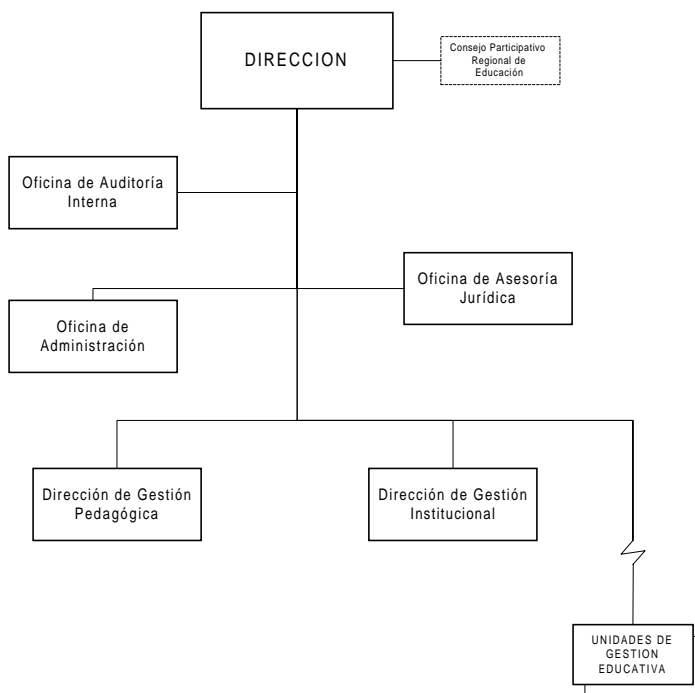 DIRECCION
Consejo Participativo
Regional de
Educación
Oficina de Auditoría
Interna
Oficina de Asesoría
Jurídica
Oficina de
Administración
Dirección de Gestión
Pedagógica
Dirección de Gestión
Institucional
UNIDADES DE
GESTION
EDUCATIVA